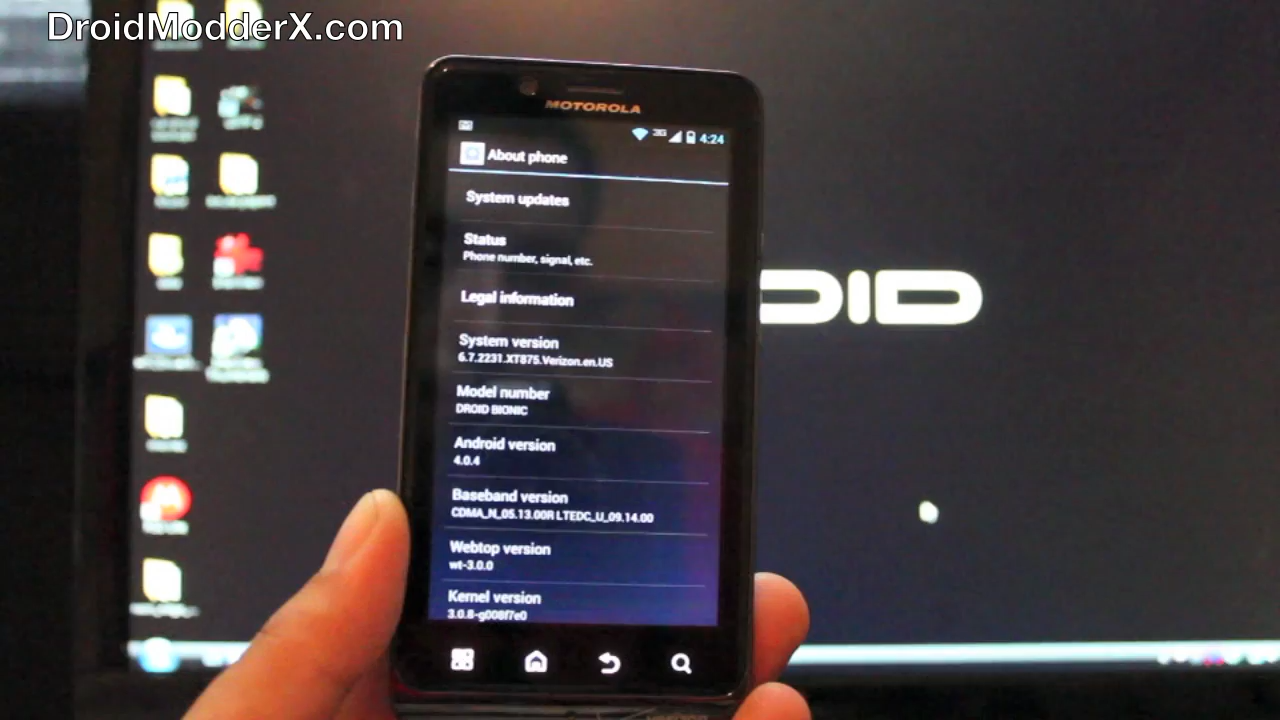 DroidModderX.com
MOTOROLA
3G 4:24
About phone
System updates
Status
Phone number, signal, etc.
Legal information
System version
6.7.2231.XT875.Verizon.en.US
Model number
DROID BIONIC
Android version
4.0.4
Baseband version
CDMA_N_05.13.00R LTEDC_U_09.14.00
Webtop version
wt-3.0.0
Kernel version
3.0.8-g008f7e0
OID